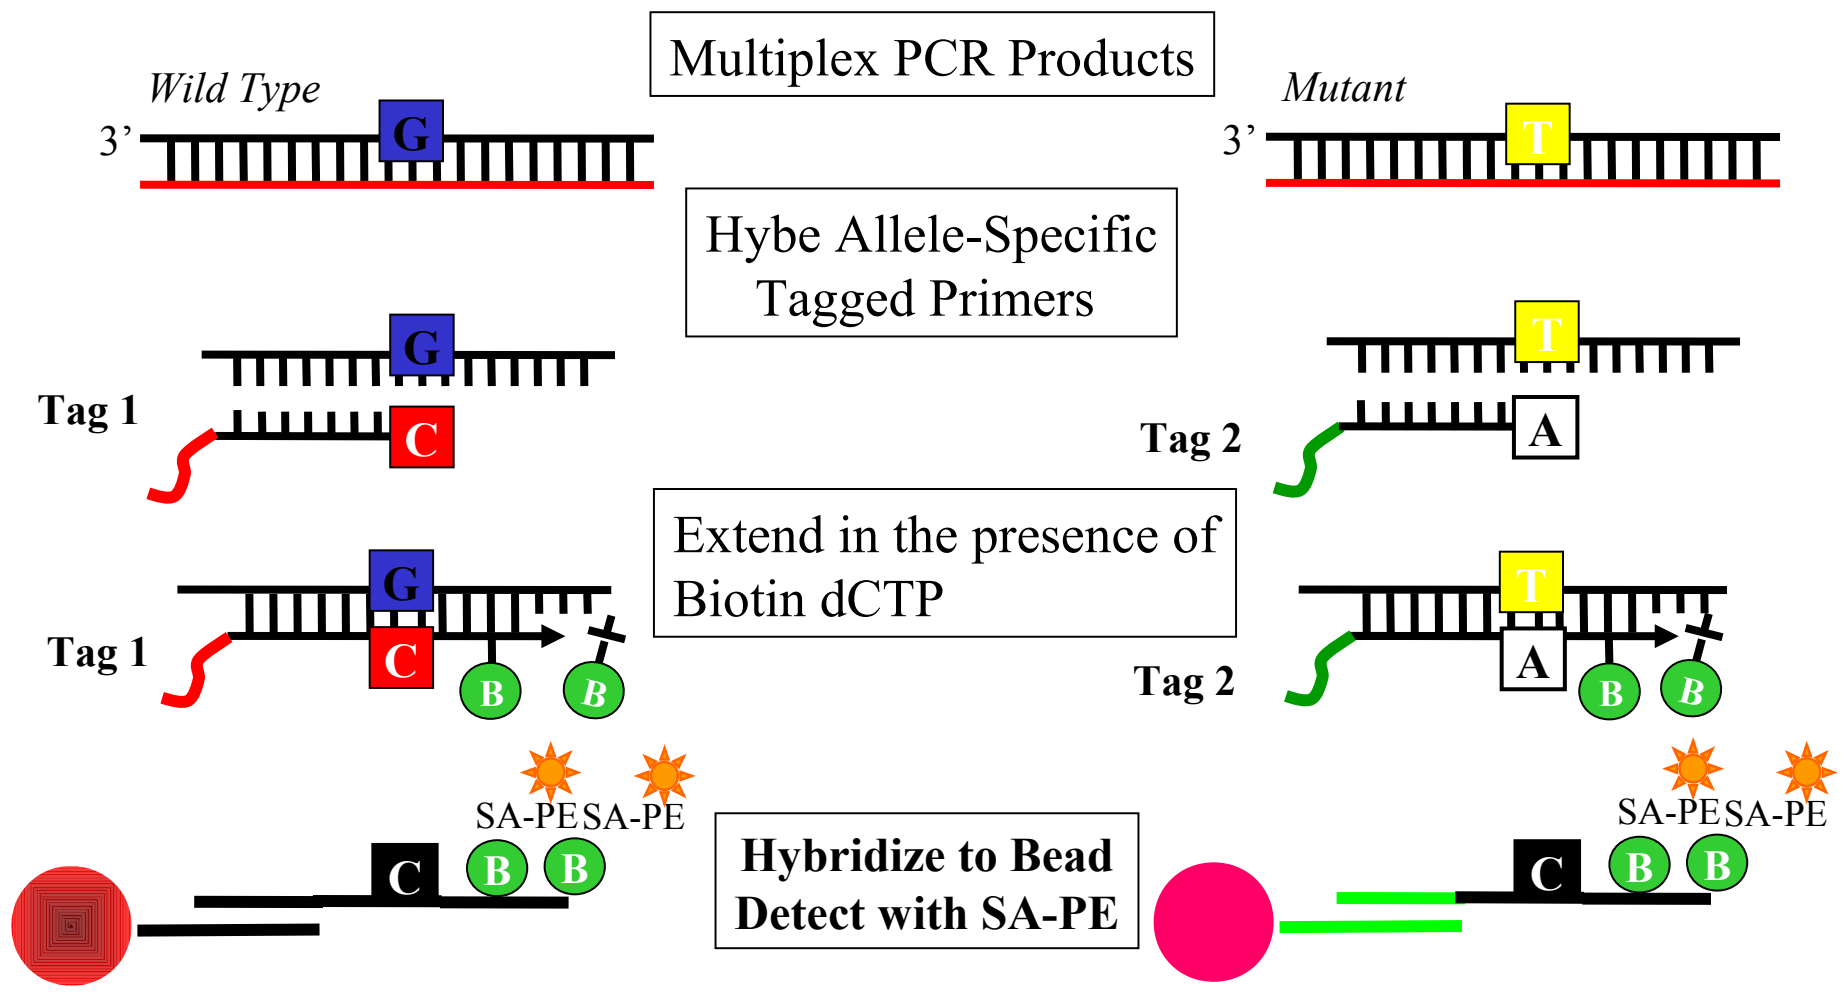 Multiplex PCR Products
Wild Type
Mutant
3’
G
3’
T
Hybe Allele-Specific
Tagged Primers
G
T
Tag 1
C
Tag 2
A
Extend in the presence of
Biotin dCTP
G
T
Tag 1
C
B
B
Tag 2
A
B
B
SA-PE
SA-PE
SA-PE
SA-PE
C
B
B
C
B
B
Hybridize to Bead
Detect with SA-PE